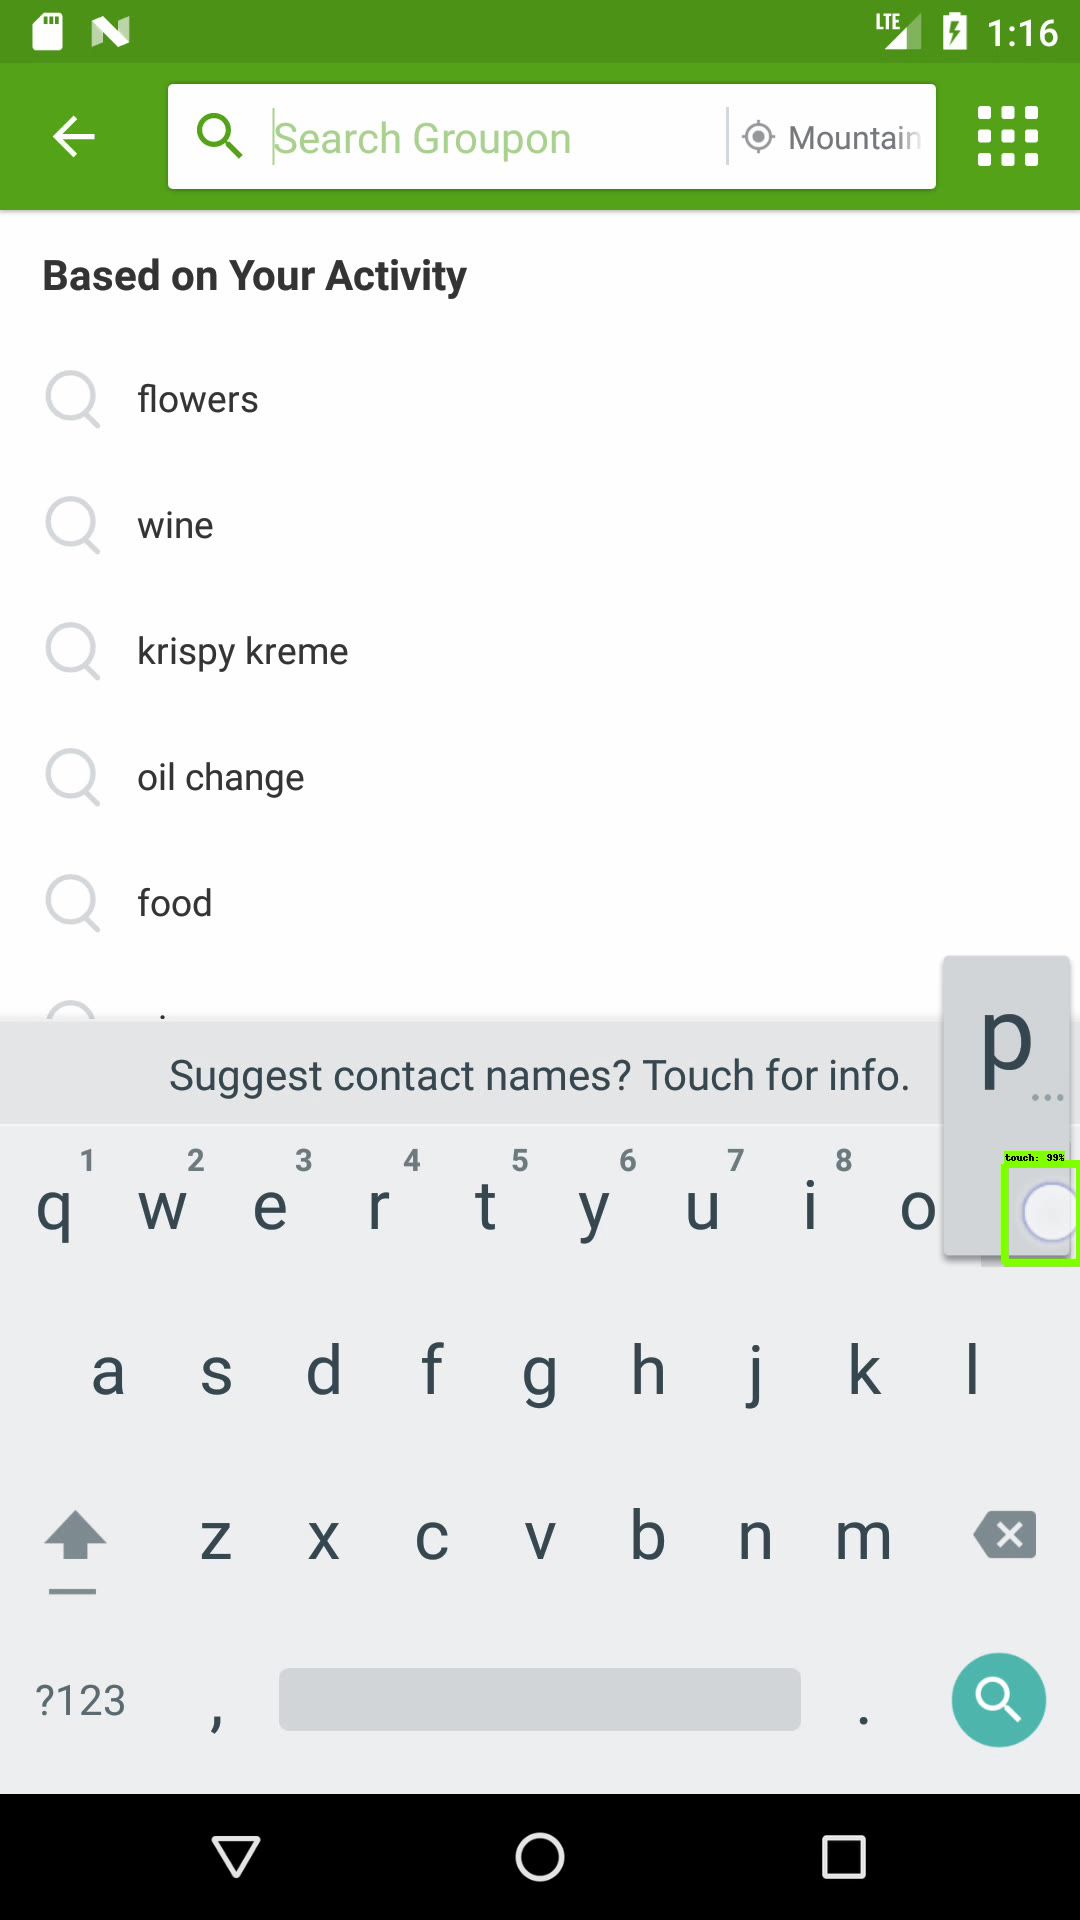 LTE 1:16
Search Groupon Mountain
Based on Your Activity
flowers
wine
krispy kreme
oil change
food
p
...
Suggest contact names? Touch for info.
touch: 99%
1 2 3 4 5 6 7 8
q w e r t y u i o
a s d f g h j k l
z x c v b n m
?123 , .